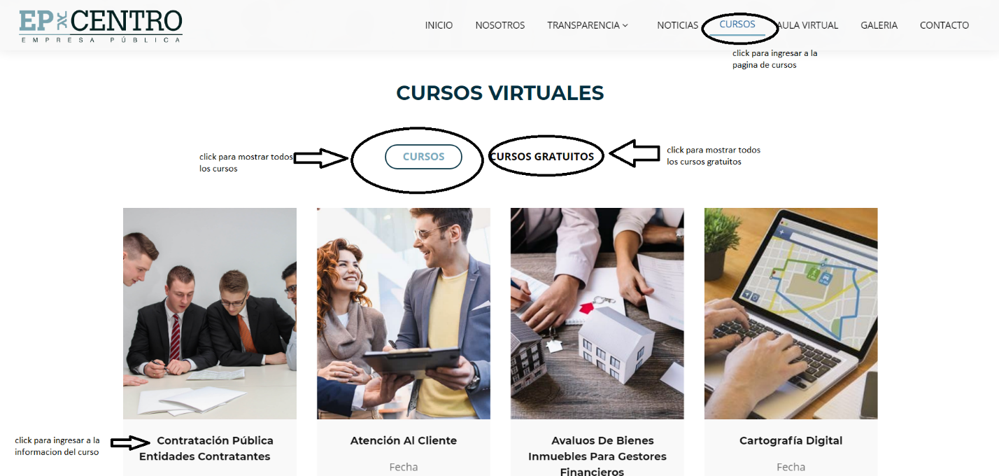 EP CENTRO
EMPRESA PÚBLICA
INICIO NOSOTROS TRANSPARENCIA NOTICIAS CURSOS AULA VIRTUAL GALERIA CONTACTO
click para ingresar a la
pagina de cursos
CURSOS VIRTUALES
click para mostrar todos
los cursos
CURSOS
CURSOS GRATUITOS
click para mostrar todos
los cursos gratuitos
click para ingresar a la
informacion del curso
Contratación Pública
Entidades Contratantes
Atención Al Cliente
Fecha
Avaluos De Bienes
Inmuebles Para Gestores
Financieros
Cartografía Digital
Fecha